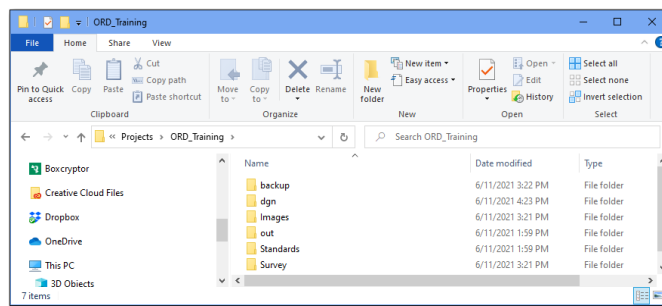 ORD_Training
File Home Share View
Pin to Quick access
Copy
Paste
Cut
Copy path
Paste shortcut
Clipboard
Move to
Copy to
Delete
Rename
Organize
New folder
New item
Easy access
New
Properties
Open
Edit
History
Open
Select all
Select none
Invert selection
Select
« Projects > ORD_Training >
Search ORD_Training
Boxcryptor
Creative Cloud Files
Dropbox
OneDrive
This PC
3D Objects
Name Date modified Type
backup 6/11/2021 3:22 PM File folder
dgn 6/11/2021 4:23 PM File folder
Images 6/11/2021 3:21 PM File folder
out 6/11/2021 1:59 PM File folder
Standards 6/11/2021 1:59 PM File folder
Survey 6/11/2021 3:21 PM File folder
7 items